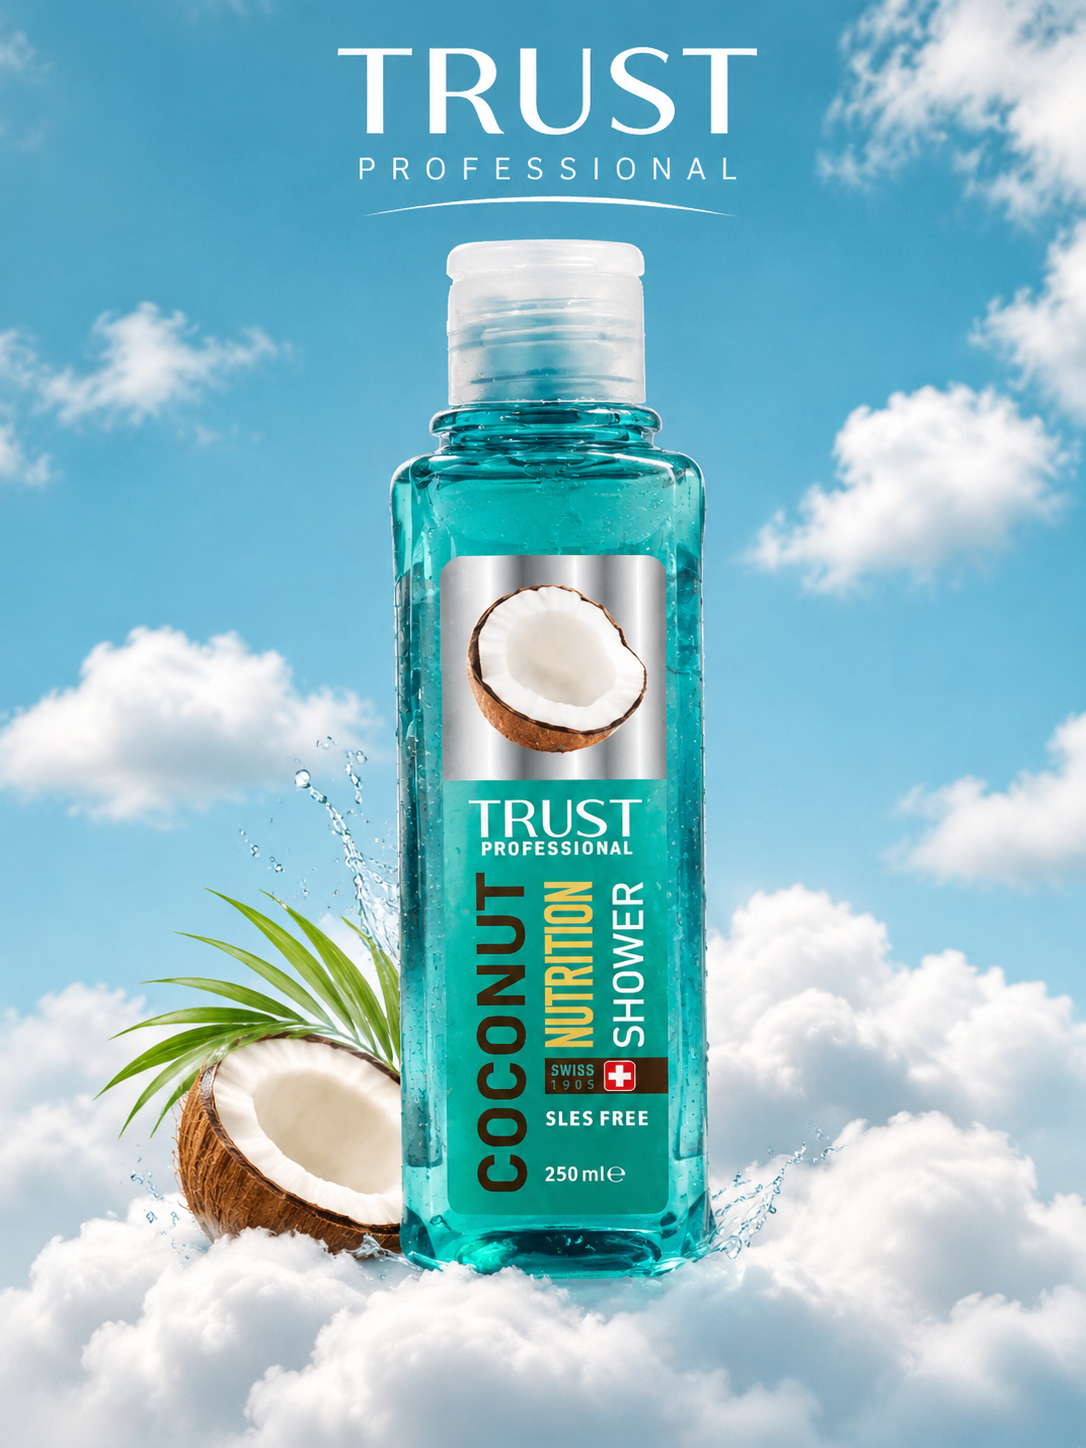 TRUST
PROFESSIONAL
TRUST
PROFESSIONAL
COCONUT
NUTRITION
SHOWER
SWISS
1905
SLES FREE
250 ml ℮